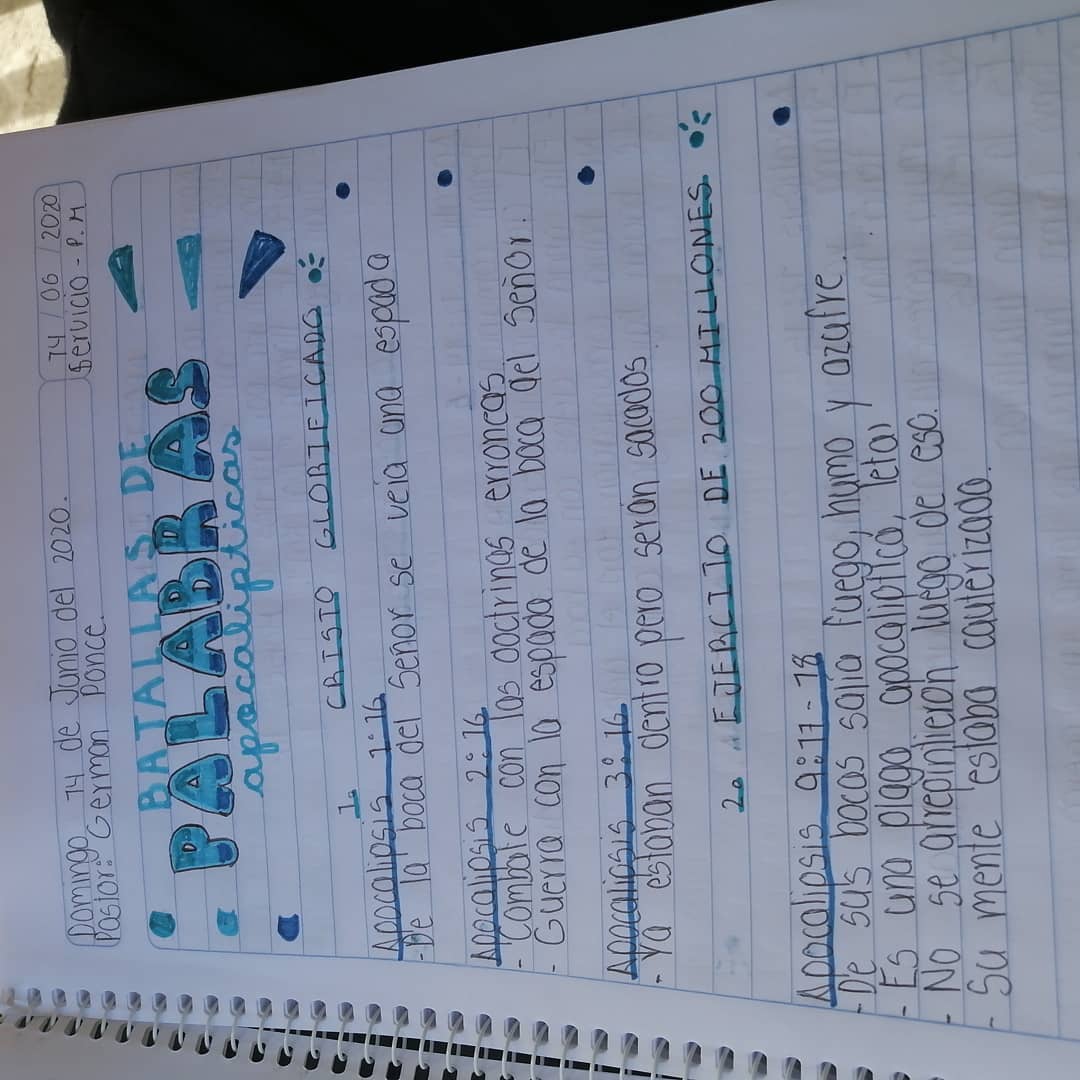 Domingo 14 de Junio del 2020.
14 / 06 / 2020
Pastor: German Ponce.
Servicio - P.M
BATALLAS DE
PALABRAS
apocalipticas
1. CRISTO GLORIFICADO
Apocalipsis 1:16
- De la boca del Señor se veia una espada
Apocalipsis 2:16
- Combate con las doctrinas erroneas
- Guerra con la espada de la boca del Señor.
Apocalipsis 3:16
- Ya estaban dentro pero serán sacados
2. EJERCITO DE 200 MILLONES.
Apocalipsis 9:17-18
- De sus bocas salia fuego, humo y azufre.
- Es una plaga apocaliptica, letal
- No se arrepintieron luego de eso.
- Su mente estaba cauterizada.